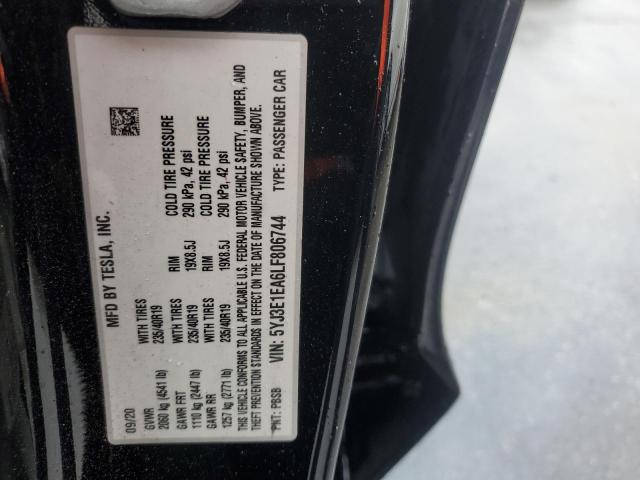 MFD BY TESLA, INC.
09/20
GVWR WITH TIRES RIM COLD TIRE PRESSURE
2060 kg (4541 lb) 235/40R19
GAWR FRT WITH TIRES RIM COLD TIRE PRESSURE
1110 kg (2447 lb) 235/40R19 19X8.5J 290 kPa, 42 psi
GAWR RR WITH TIRES RIM COLD TIRE PRESSURE
1257 kg (2771 lb) 235/40R19 19X8.5J 290 kPa, 42 psi
THIS VEHICLE CONFORMS TO ALL APPLICABLE U.S. FEDERAL MOTOR VEHICLE SAFETY, BUMPER, AND
THEFT PREVENTION STANDARDS IN EFFECT ON THE DATE OF MANUFACTURE SHOWN ABOVE.
VIN: 5YJ3E1EA6LF806744
PNT: PBSB TYPE: PASSENGER CAR